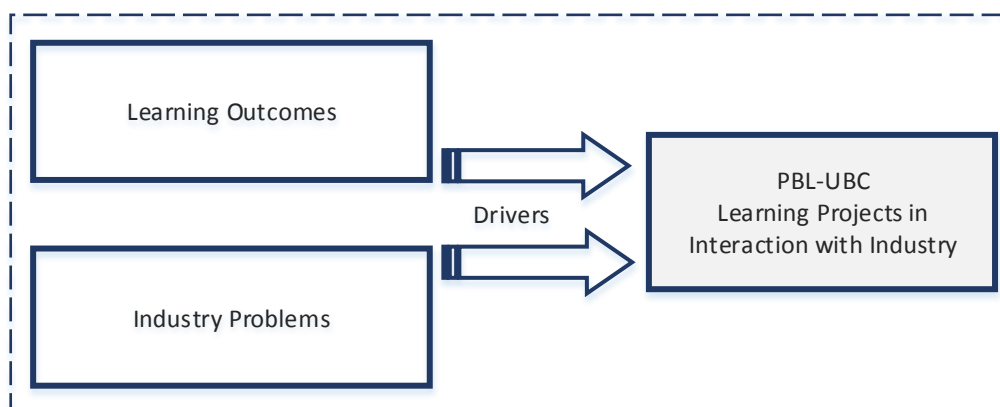 Learning Outcomes
Drivers
Industry Problems
PBL-UBC
Learning Projects in
Interaction with Industry